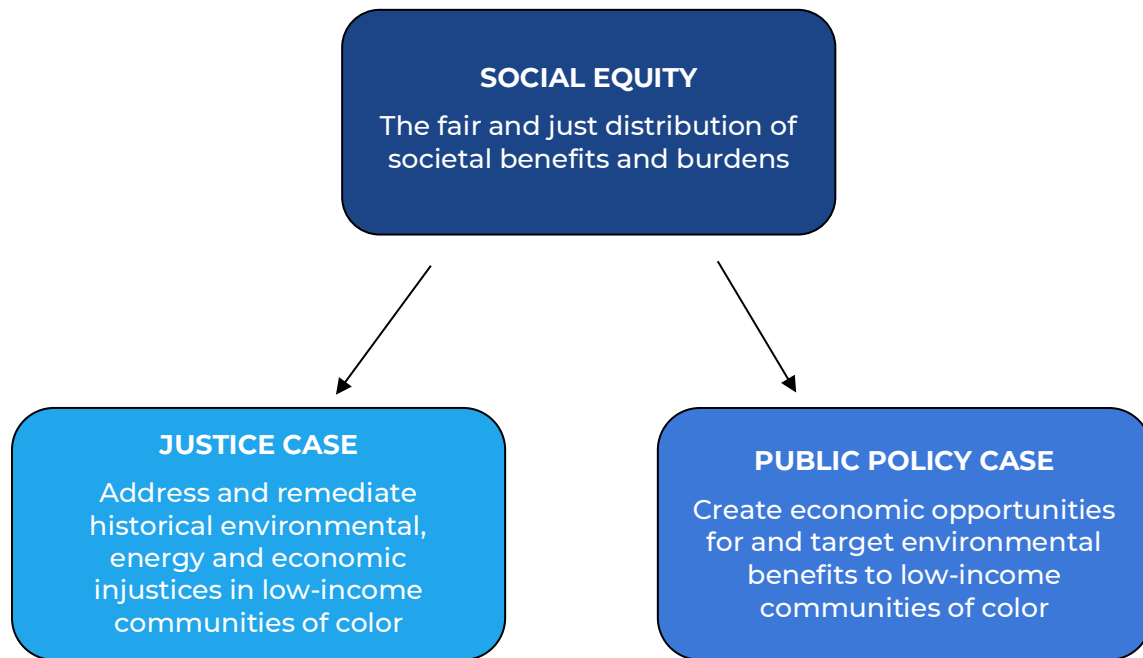 SOCIAL EQUITY
The fair and just distribution of
societal benefits and burdens
JUSTICE CASE
Address and remediate
historical environmental,
energy and economic
injustices in low-income
communities of color
PUBLIC POLICY CASE
Create economic opportunities
for and target environmental
benefits to low-income
communities of color